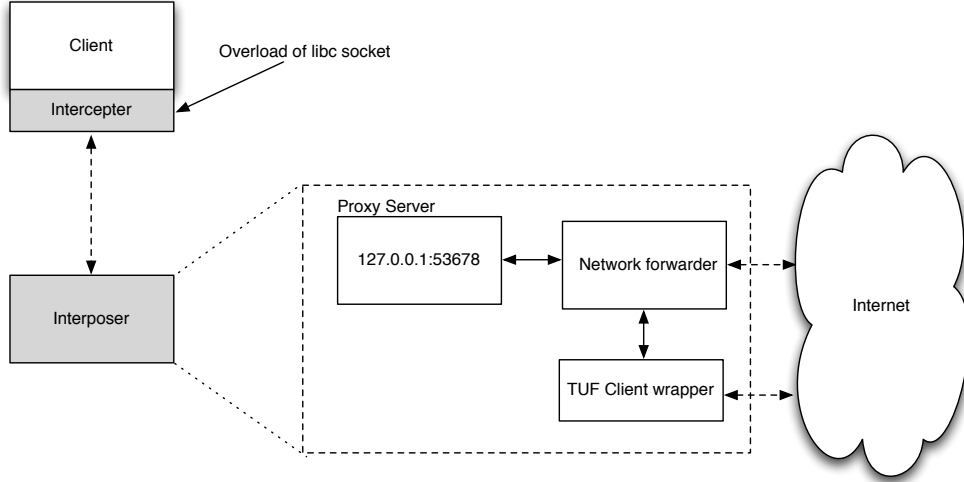 Client
Overload of libc socket
Intercepter
Proxy Server
127.0.0.1:53678
Network forwarder
Internet
Interposer
TUF Client wrapper